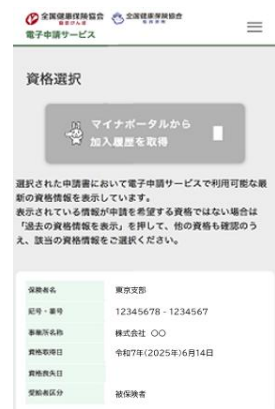 全国健康保険協会
協会けんぽ
全国健康保険協会
船員保険
電子申請サービス
資格選択
マイナポータルから
加入履歴を取得
選択された申請書において電子申請サービスで利用可能な最
新の資格情報を表示しています。
表示されている情報が申請を希望する資格ではない場合は
「過去の資格情報を表示」を押して、他の資格も確認のう
え、該当の資格情報をご選択ください。
保険者名 東京支部
記号・番号 12345678 - 1234567
事業所名称 株式会社 〇〇
資格取得日 令和7年(2025年)6月14日
資格喪失日
受給者区分 被保険者